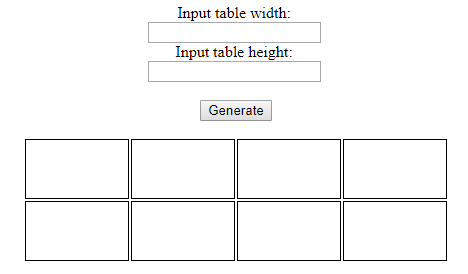 Input table width:
Input table height:
Generate